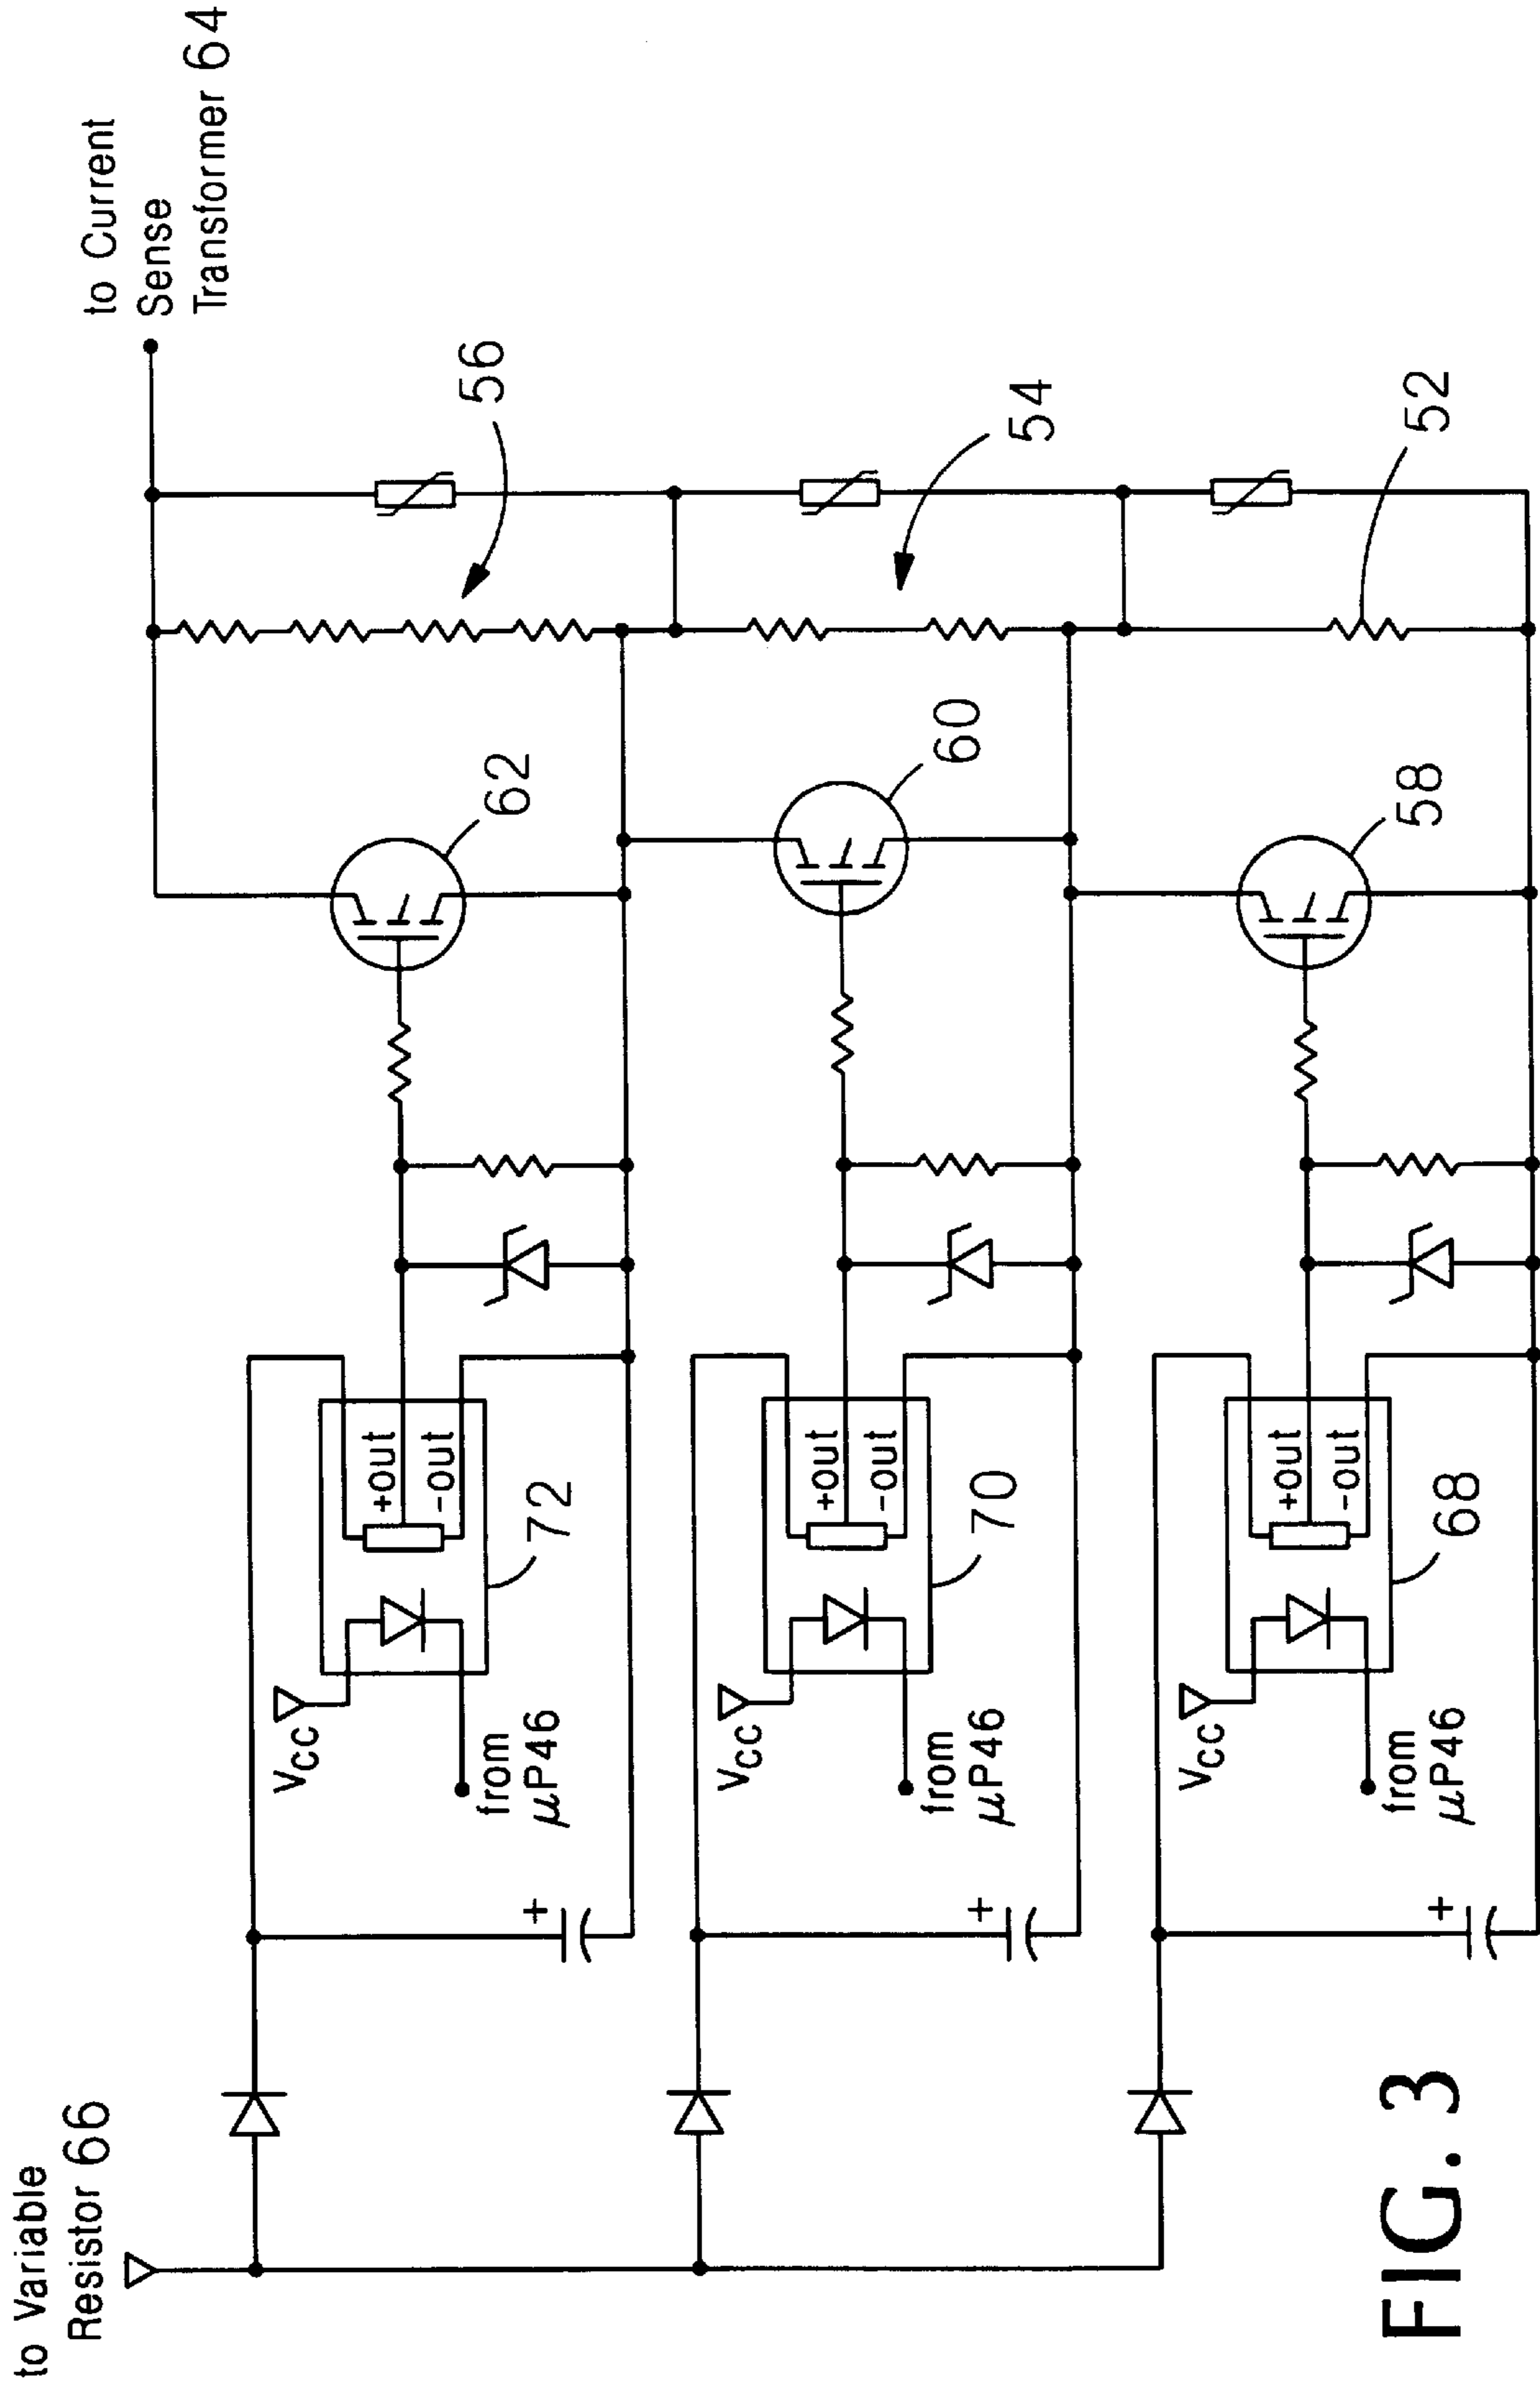 to Variable
Resistor 66
to Current
Sense
Transformer 64
56
54
52
62
60
58
+out
-out
72
Vcc
from
μP46
+
+out
-out
70
Vcc
from
μP46
+
+out
-out
68
Vcc
from
μP46
+
FIG. 3